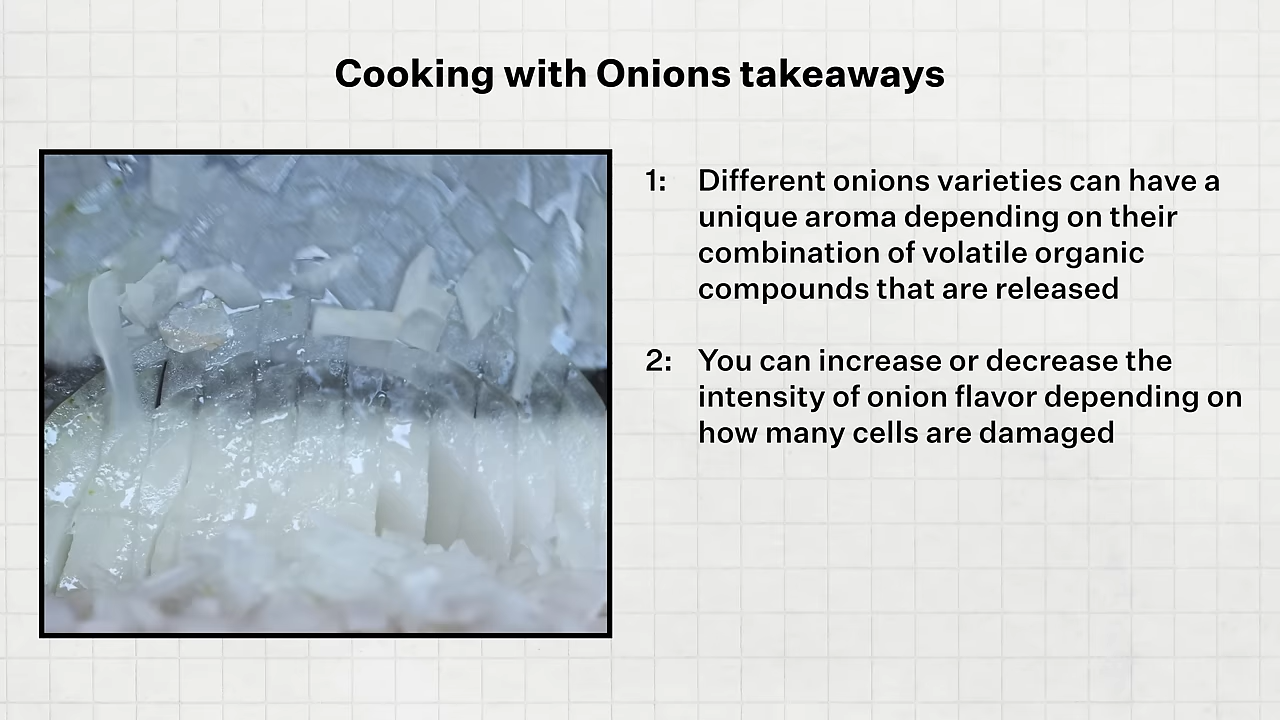 Cooking with Onions takeaways
1: Different onions varieties can have a
unique aroma depending on their
combination of volatile organic
compounds that are released
2: You can increase or decrease the
intensity of onion flavor depending on
how many cells are damaged